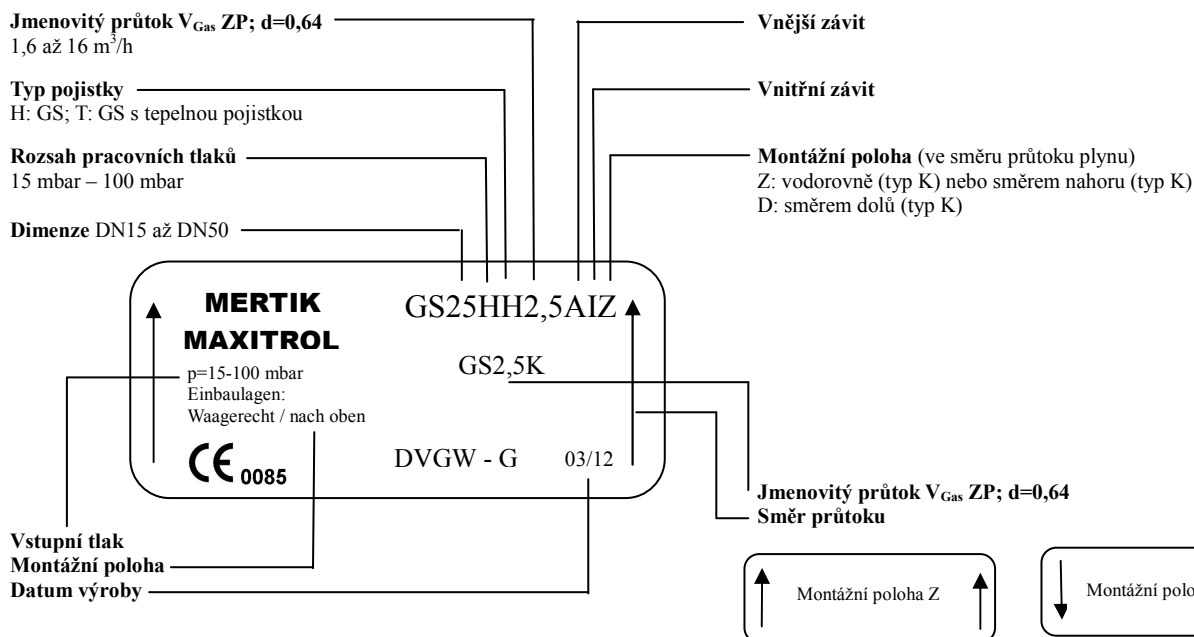 Jmenovitý průtok VGas ZP; d=0,64
1,6 až 16 m³/h
Typ pojistky
H: GS; T: GS s tepelnou pojistkou
Rozsah pracovních tlaků
15 mbar – 100 mbar
Dimenze DN15 až DN50
Vnější závit
Vnitřní závit
Montážní poloha (ve směru průtoku plynu)
Z: vodorovně (typ K) nebo směrem nahoru (typ K)
D: směrem dolů (typ K)
MERTIK
MAXITROL
p=15-100 mbar
Einbaulagen:
Waagerecht / nach oben
CE 0085
GS25HH2,5AIZ
GS2,5K
DVGW - G 03/12
Jmenovitý průtok VGas ZP; d=0,64
Směr průtoku
Vstupní tlak
Montážní poloha
Datum výroby
Montážní poloha Z
Montážní